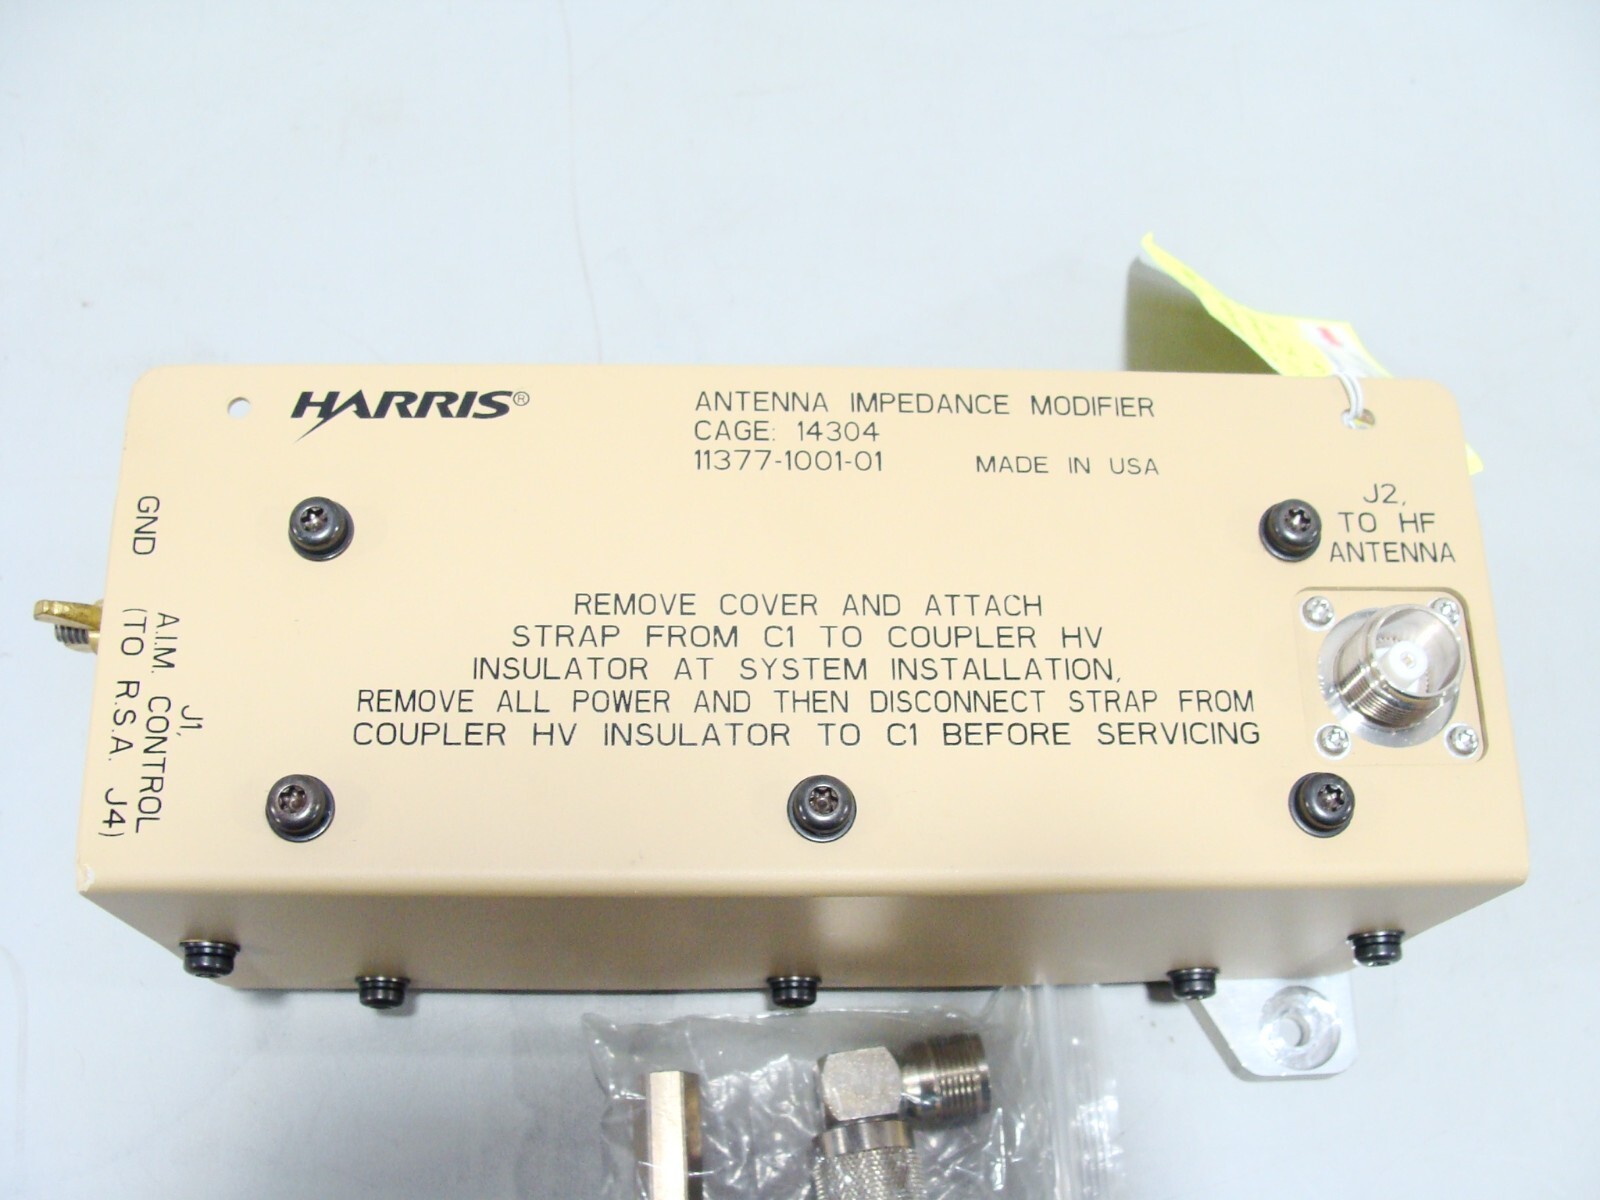 HARRIS®
ANTENNA IMPEDANCE MODIFIER
CAGE: 14304
11377-1001-01 MADE IN USA
GND
J1,
A.I.M. CONTROL
(TO R.S.A. J4)
J2,
TO HF
ANTENNA
REMOVE COVER AND ATTACH
STRAP FROM C1 TO COUPLER HV
INSULATOR AT SYSTEM INSTALLATION,
REMOVE ALL POWER AND THEN DISCONNECT STRAP FROM
COUPLER HV INSULATOR TO C1 BEFORE SERVICING